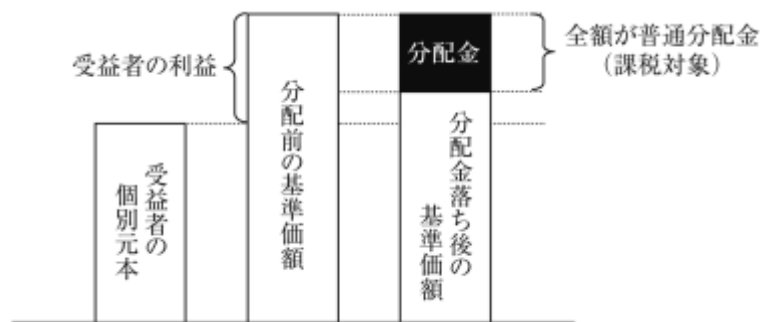 受益者の利益
受益者の
個別元本
分配前の基準価額
分配金
分配金落ち後の
基準価額
全額が普通分配金
（課税対象）